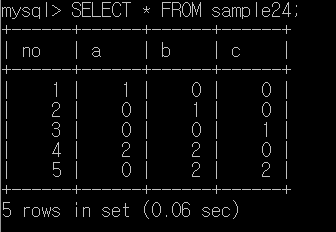 mysql> SELECT * FROM sample24;
+------+------+------+------+
| no | a | b | c |
+------+------+------+------+
| 1 | 1 | 0 | 0 |
| 2 | 0 | 1 | 0 |
| 3 | 0 | 0 | 1 |
| 4 | 2 | 2 | 0 |
| 5 | 0 | 2 | 2 |
+------+------+------+------+
5 rows in set (0.06 sec)